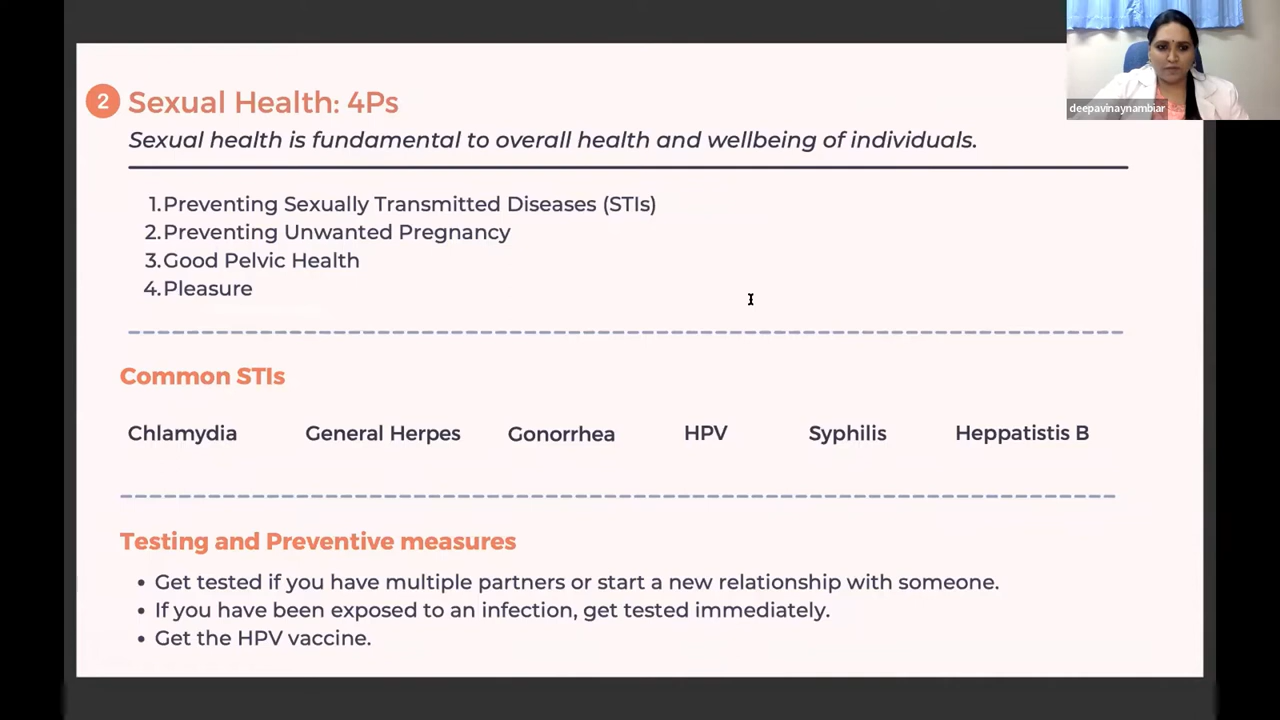 deepavinaynambiar
2 Sexual Health: 4Ps
Sexual health is fundamental to overall health and wellbeing of individuals.
1.Preventing Sexually Transmitted Diseases (STIs)
2.Preventing Unwanted Pregnancy
3.Good Pelvic Health
4.Pleasure
Common STIs
Chlamydia General Herpes Gonorrhea HPV Syphilis Heppatistis B
Testing and Preventive measures
• Get tested if you have multiple partners or start a new relationship with someone.
• If you have been exposed to an infection, get tested immediately.
• Get the HPV vaccine.